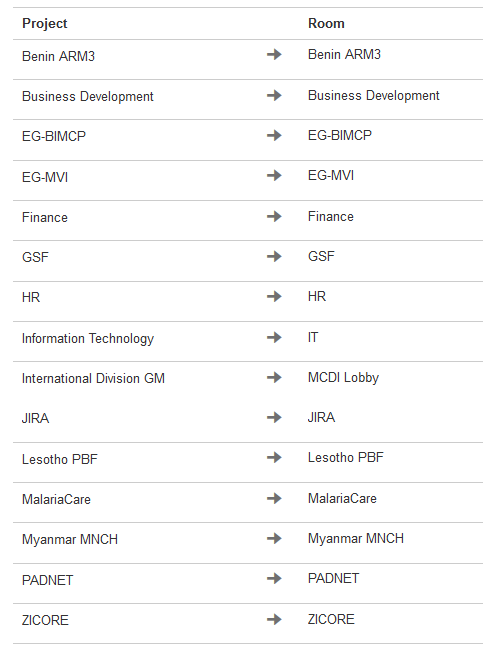 Project Room
Benin ARM3 Benin ARM3
Business Development Business Development
EG-BIMCP EG-BIMCP
EG-MVI EG-MVI
Finance Finance
GSF GSF
HR HR
Information Technology IT
International Division GM MCDI Lobby
JIRA JIRA
Lesotho PBF Lesotho PBF
MalariaCare MalariaCare
Myanmar MNCH Myanmar MNCH
PADNET PADNET
ZICORE ZICORE